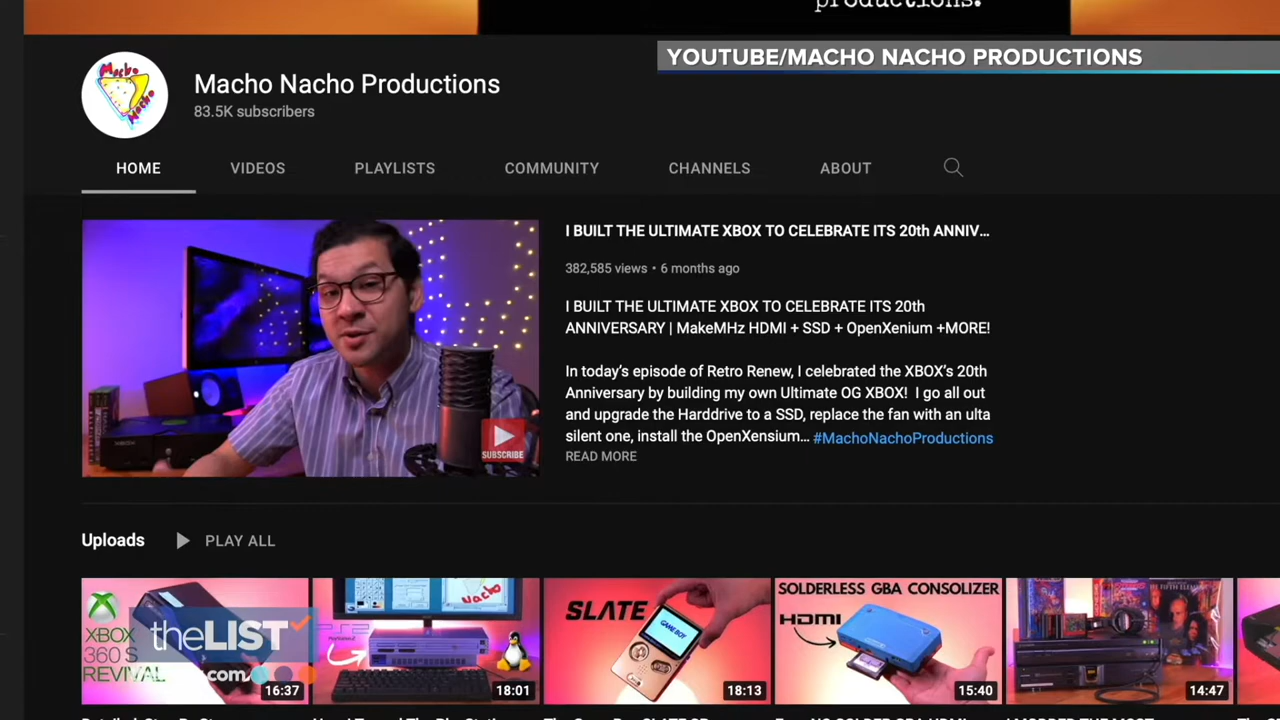 productions.
YOUTUBE/MACHO NACHO PRODUCTIONS
Macho
Nacho
Macho Nacho Productions
83.5K subscribers
HOME VIDEOS PLAYLISTS COMMUNITY CHANNELS ABOUT
I BUILT THE ULTIMATE XBOX TO CELEBRATE ITS 20th ANNIV...
382,585 views • 6 months ago
I BUILT THE ULTIMATE XBOX TO CELEBRATE ITS 20th
ANNIVERSARY | MakeMHz HDMI + SSD + OpenXenium +MORE!
In today's episode of Retro Renew, I celebrated the XBOX's 20th
Anniversary by building my own Ultimate OG XBOX! I go all out
and upgrade the Harddrive to a SSD, replace the fan with an ulta
silent one, install the OpenXensium... #MachoNachoProductions
READ MORE
XBOX
SUBSCRIBE
Uploads PLAY ALL
XBOX
360 S
REVIVAL
16:37
theLIST
.com
PS2
Nacho
18:01
SLATE
GAME BOY
18:13
SOLDERLESS GBA CONSOLIZER
HDMI
15:40
14:47